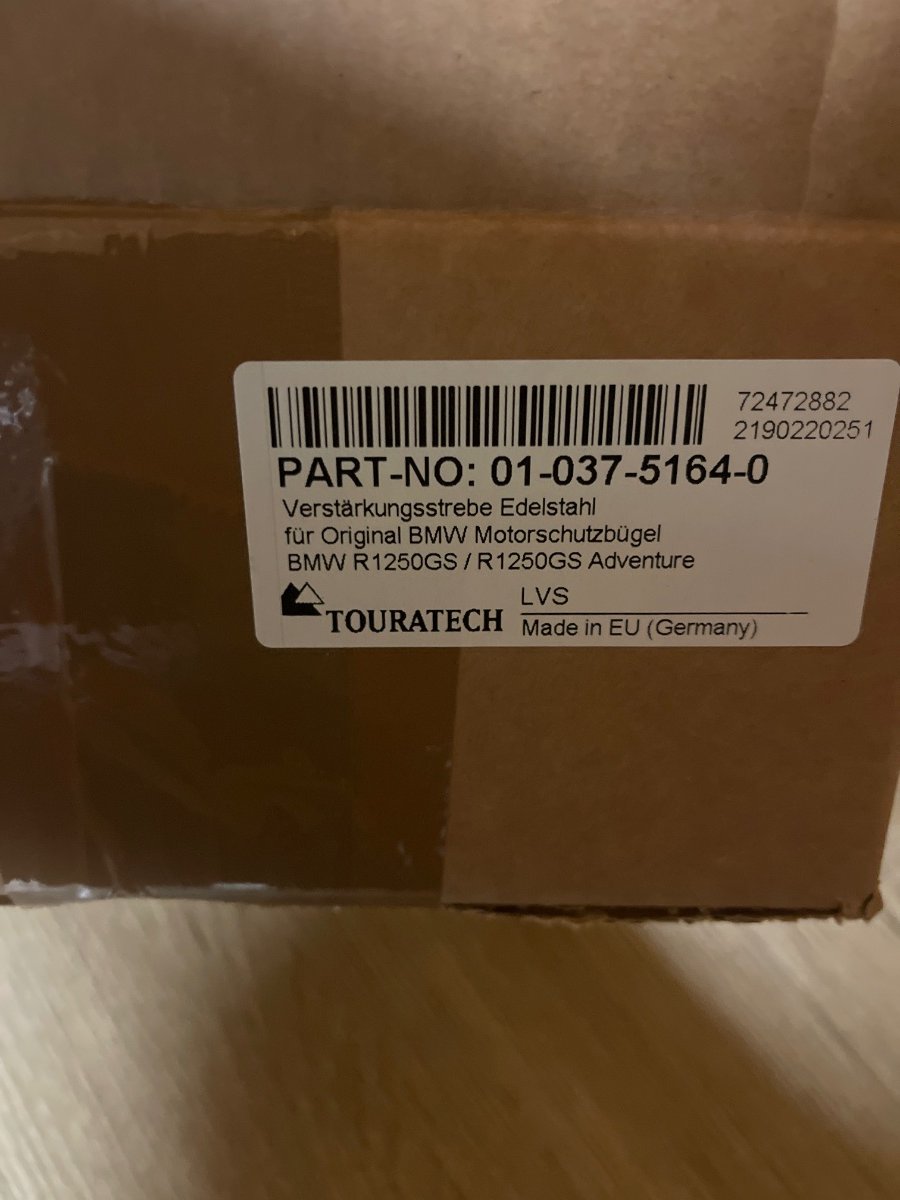 72472882
2190220251
PART-NO: 01-037-5164-0
Verstärkungsstrebe Edelstahl
für Original BMW Motorschutzbügel
BMW R1250GS / R1250GS Adventure
TOURATECH
LVS
Made in EU (Germany)